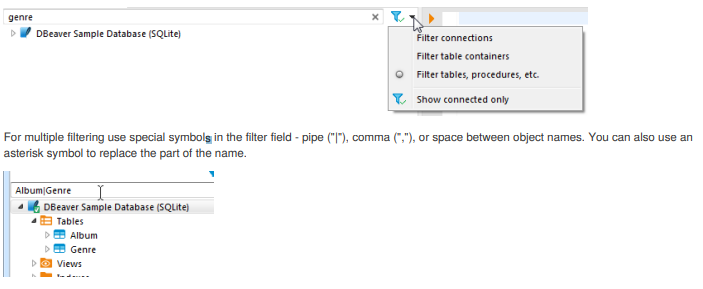 genre
DBeaver Sample Database (SQLite)
Filter connections
Filter table containers
Filter tables, procedures, etc.
Show connected only
For multiple filtering use special symbols in the filter field - pipe ("|"), comma (","), or space between object names. You can also use an
asterisk symbol to replace the part of the name.
Album|Genre
DBeaver Sample Database (SQLite)
Tables
Album
Genre
Views
Indexes